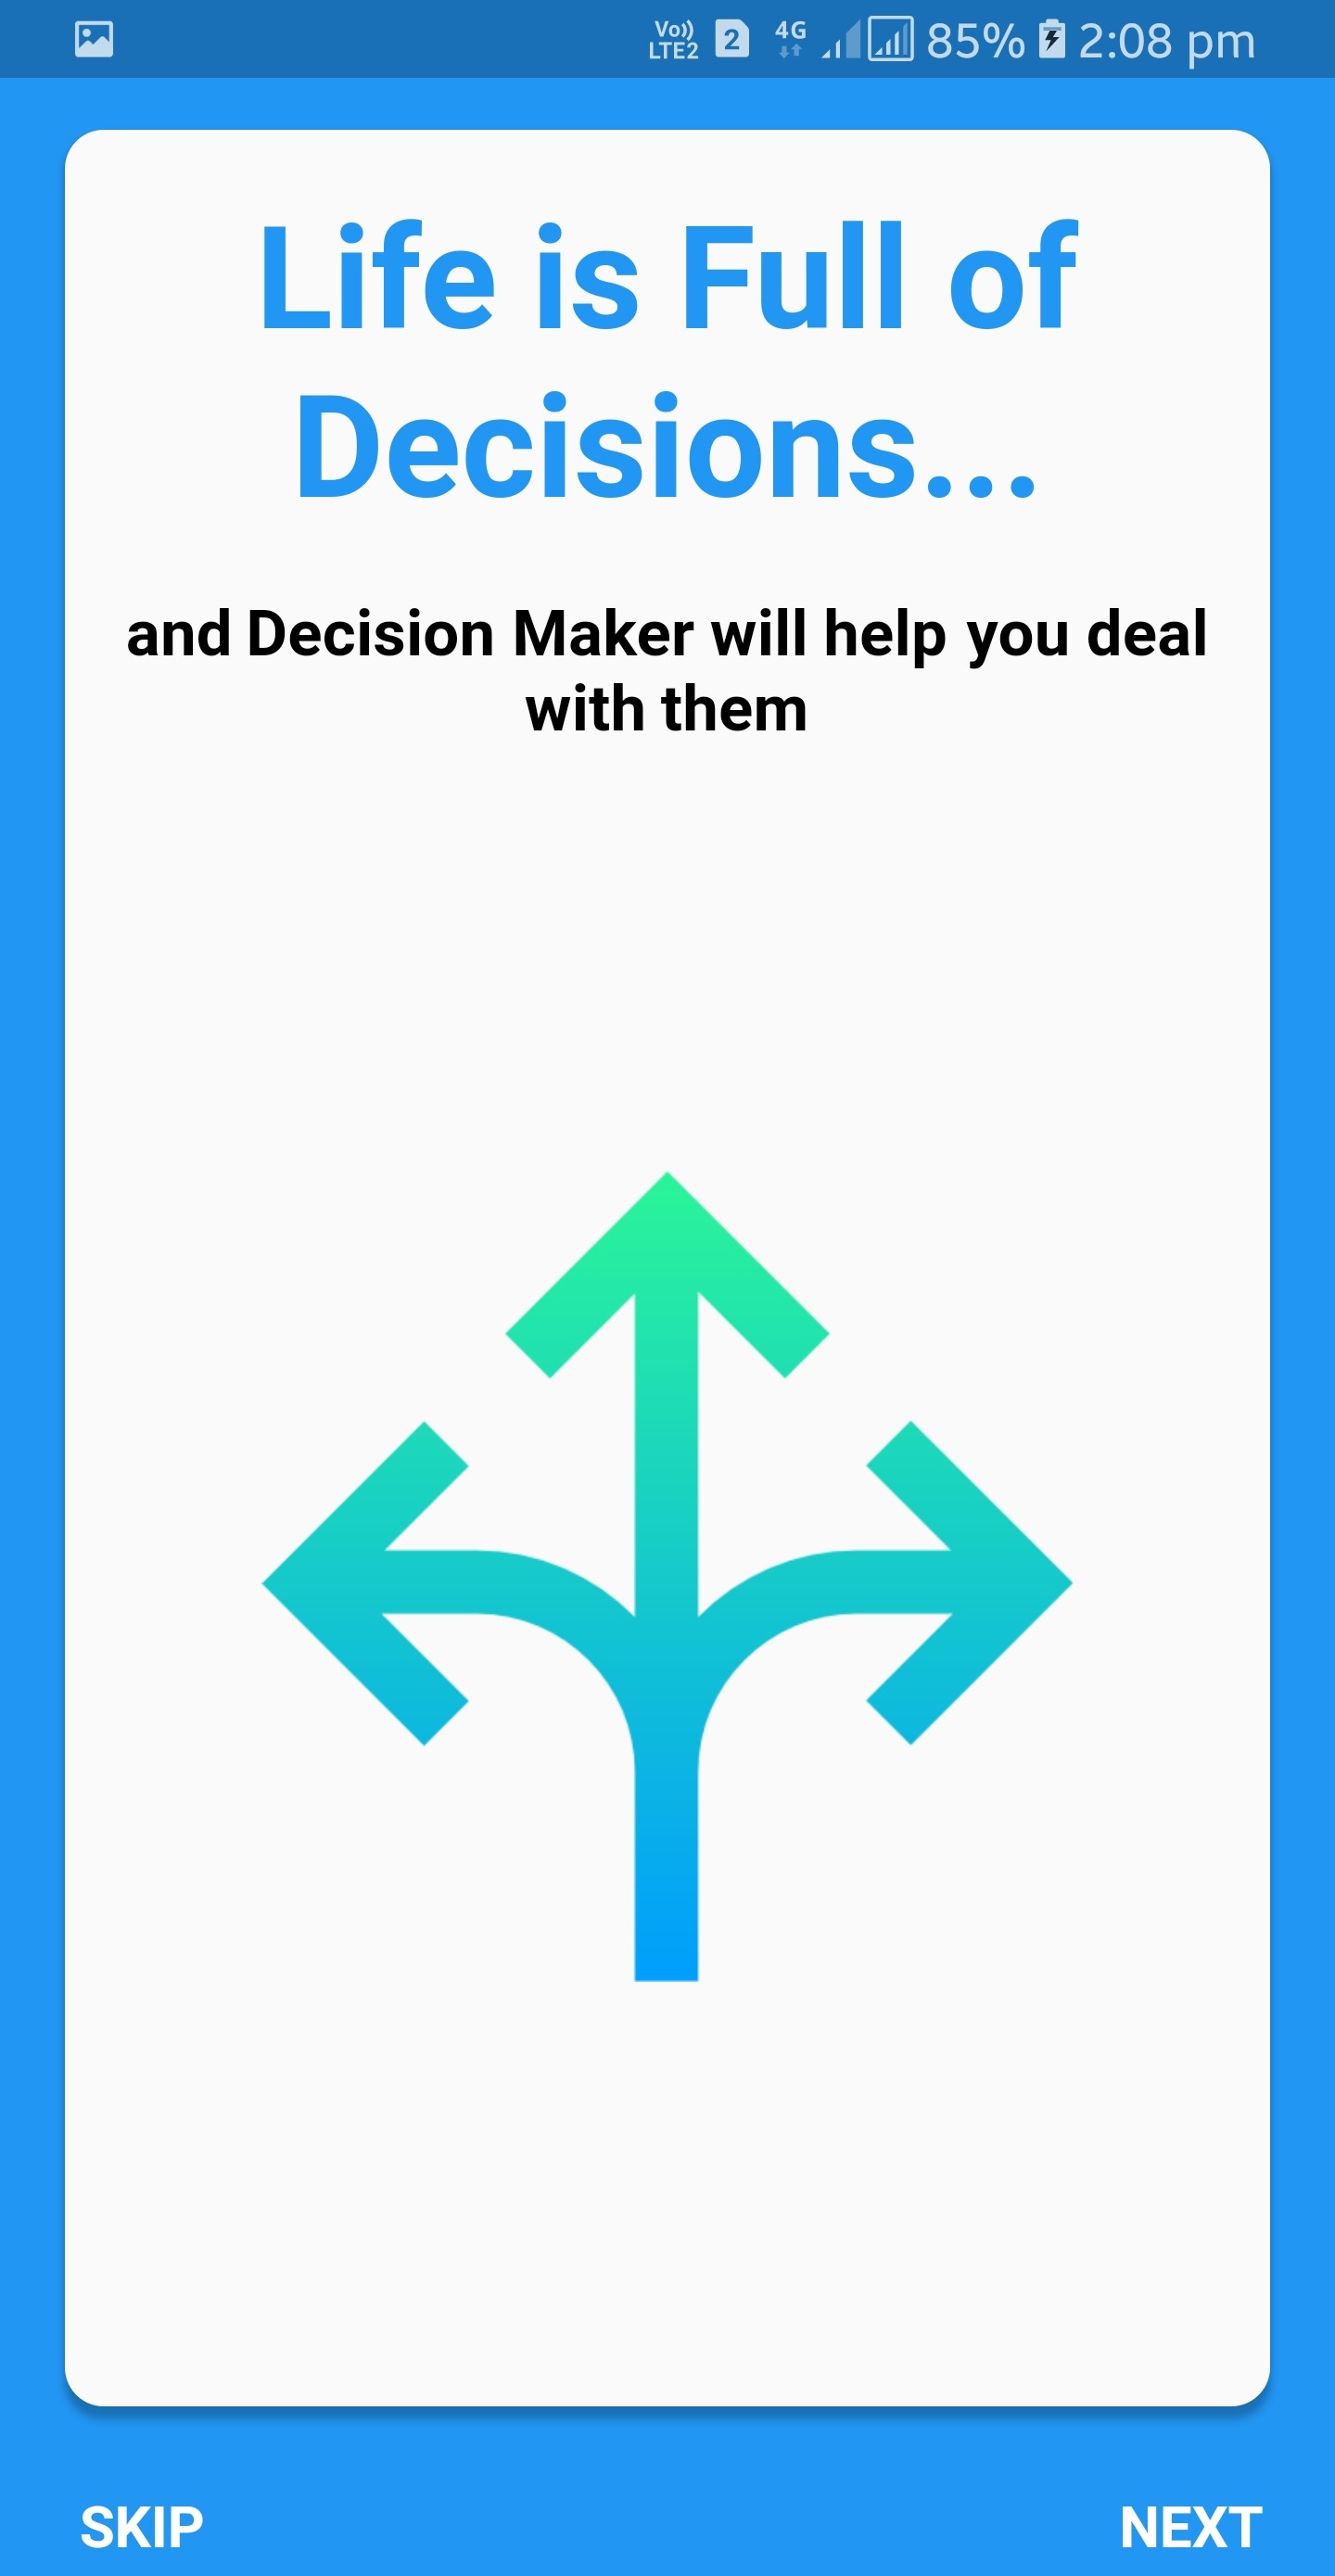 Vo)) LTE2 2 4G 85% 2:08 pm
Life is Full of
Decisions...
and Decision Maker will help you deal
with them
SKIP NEXT